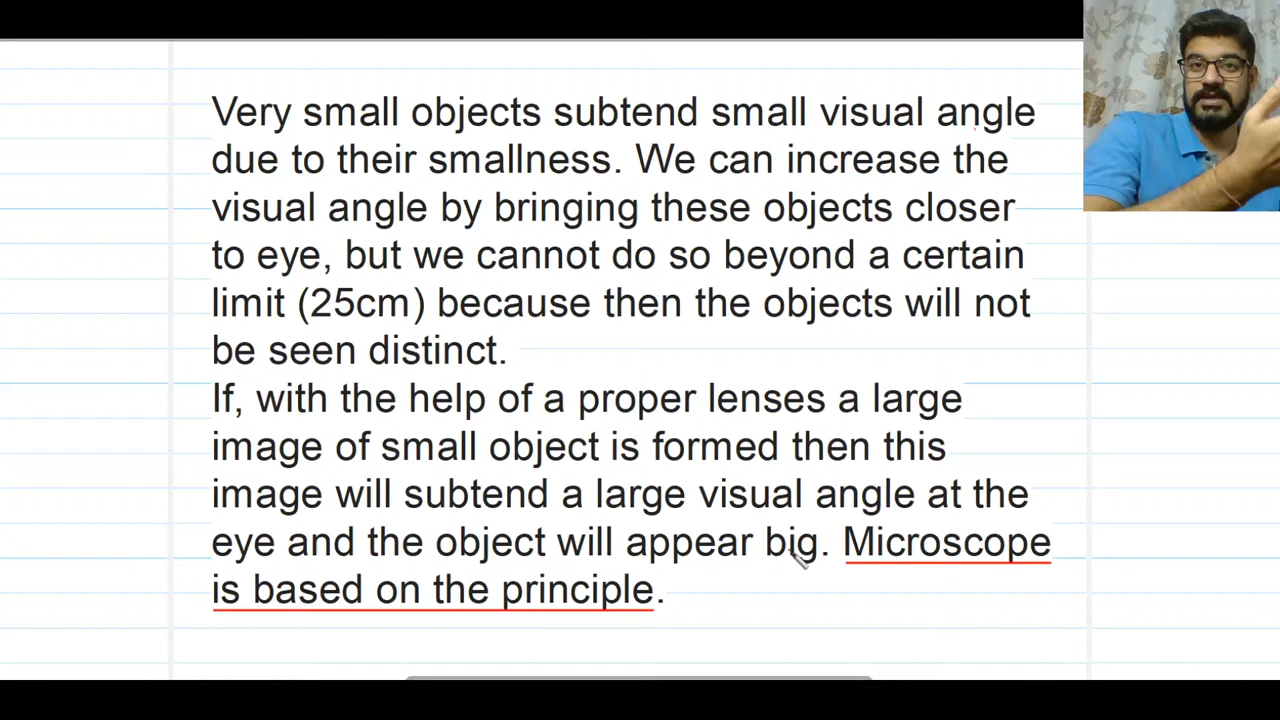 Very small objects subtend small visual angle
due to their smallness. We can increase the
visual angle by bringing these objects closer
to eye, but we cannot do so beyond a certain
limit (25cm) because then the objects will not
be seen distinct.
If, with the help of a proper lenses a large
image of small object is formed then this
image will subtend a large visual angle at the
eye and the object will appear big. Microscope
is based on the principle.